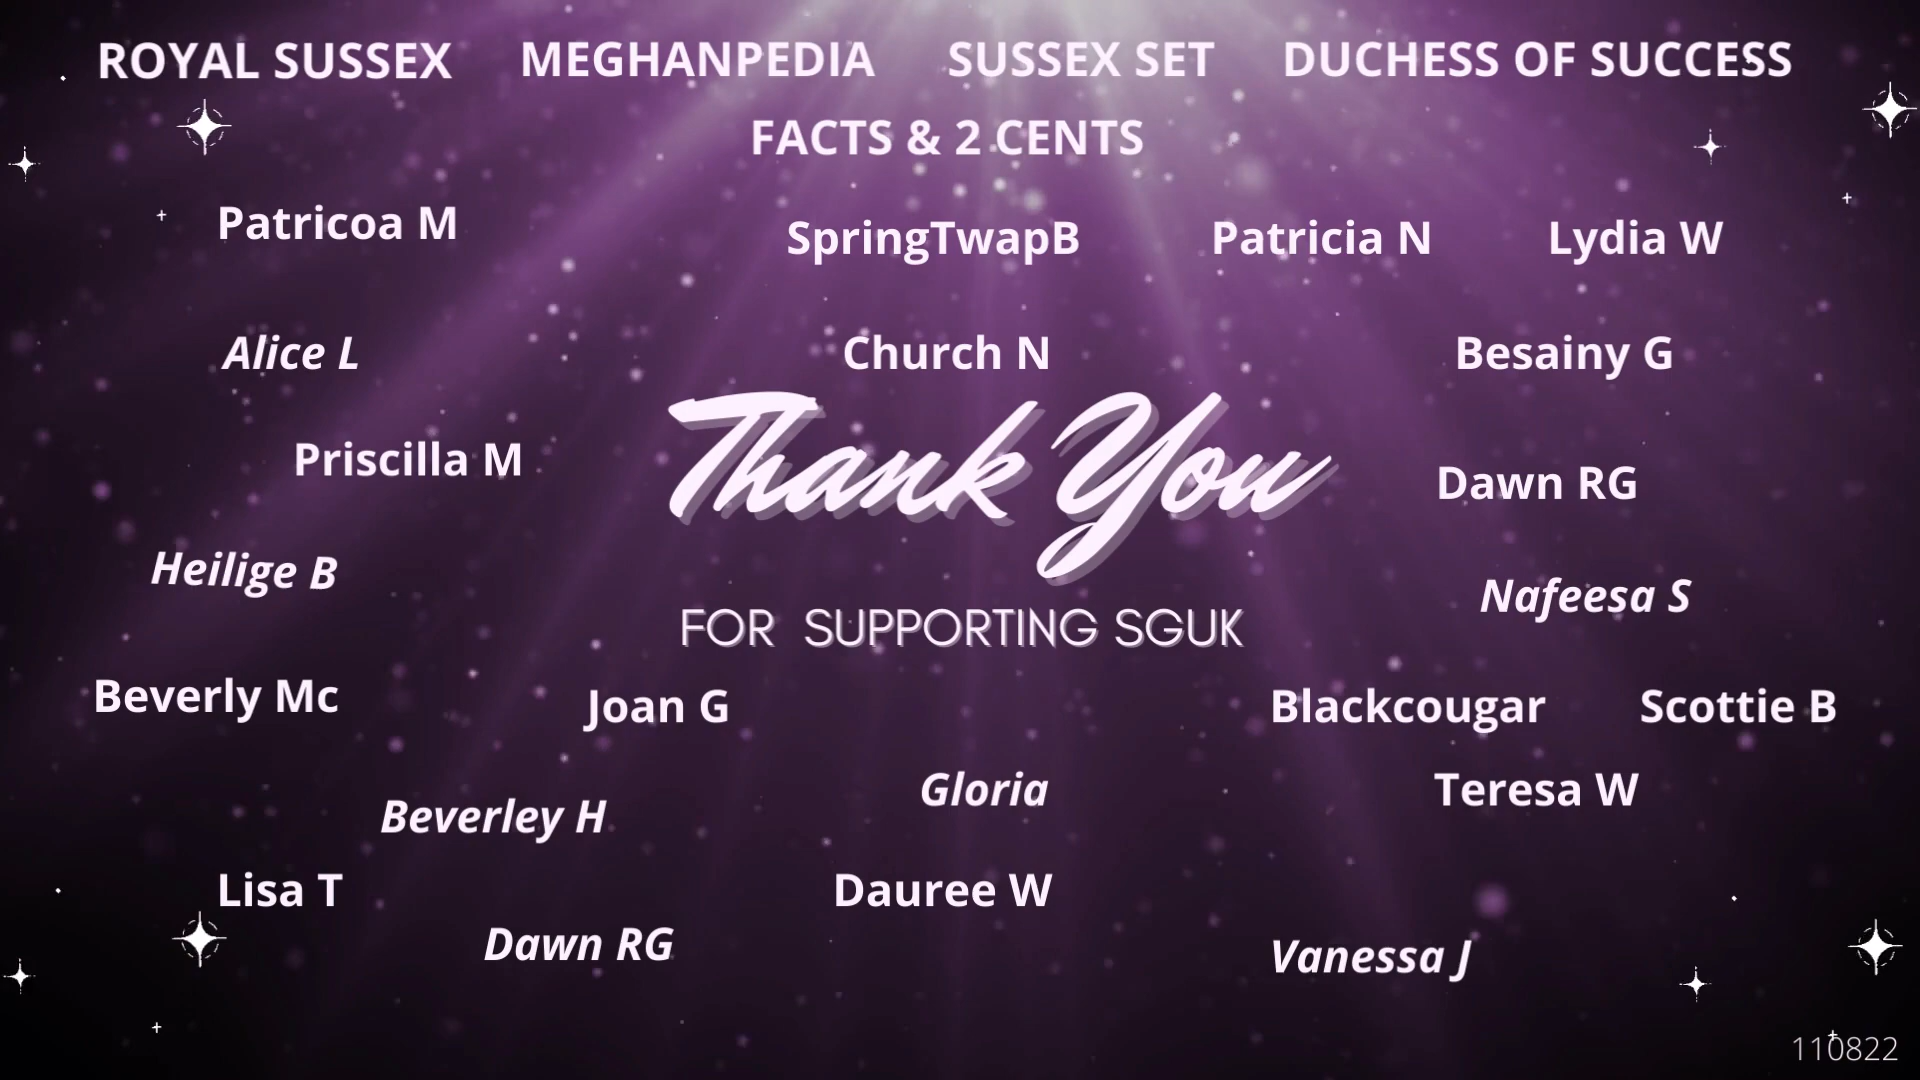 ROYAL SUSSEX MEGHANPEDIA SUSSEX SET DUCHESS OF SUCCESS
FACTS & 2 CENTS
Patricoa M SpringTwapB Patricia N Lydia W
Alice L Church N Besainy G
Priscilla M Dawn RG
Thank You
Heilige B Nafeesa S
FOR SUPPORTING SGUK
Beverly Mc Joan G Blackcougar Scottie B
Beverley H Gloria Teresa W
Lisa T Dauree W
Dawn RG Vanessa J
110822